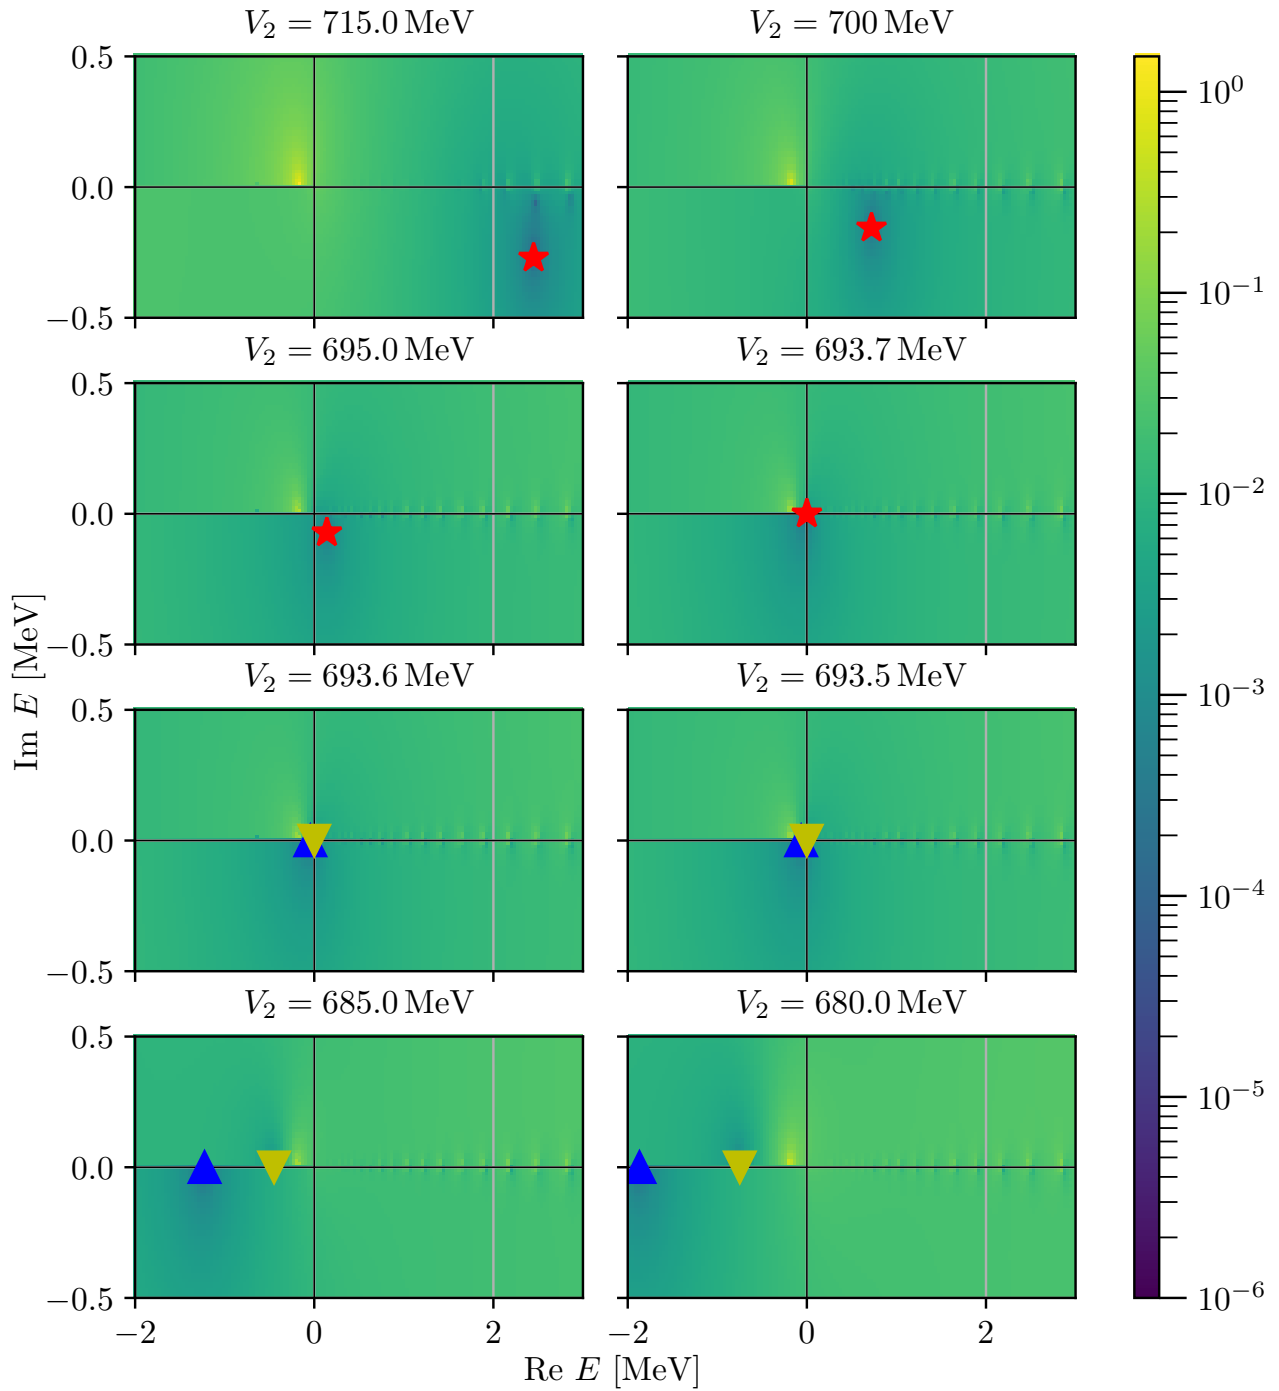 V₂ = 715.0 MeV
V₂ = 700 MeV
0.5
0.0
−0.5
V₂ = 695.0 MeV
V₂ = 693.7 MeV
0.5
0.0
−0.5
V₂ = 693.6 MeV
V₂ = 693.5 MeV
0.5
0.0
−0.5
V₂ = 685.0 MeV
V₂ = 680.0 MeV
0.5
0.0
−0.5
−2 0 2
−2 0 2
Re E [MeV]
Im E [MeV]
10⁰
10⁻¹
10⁻²
10⁻³
10⁻⁴
10⁻⁵
10⁻⁶